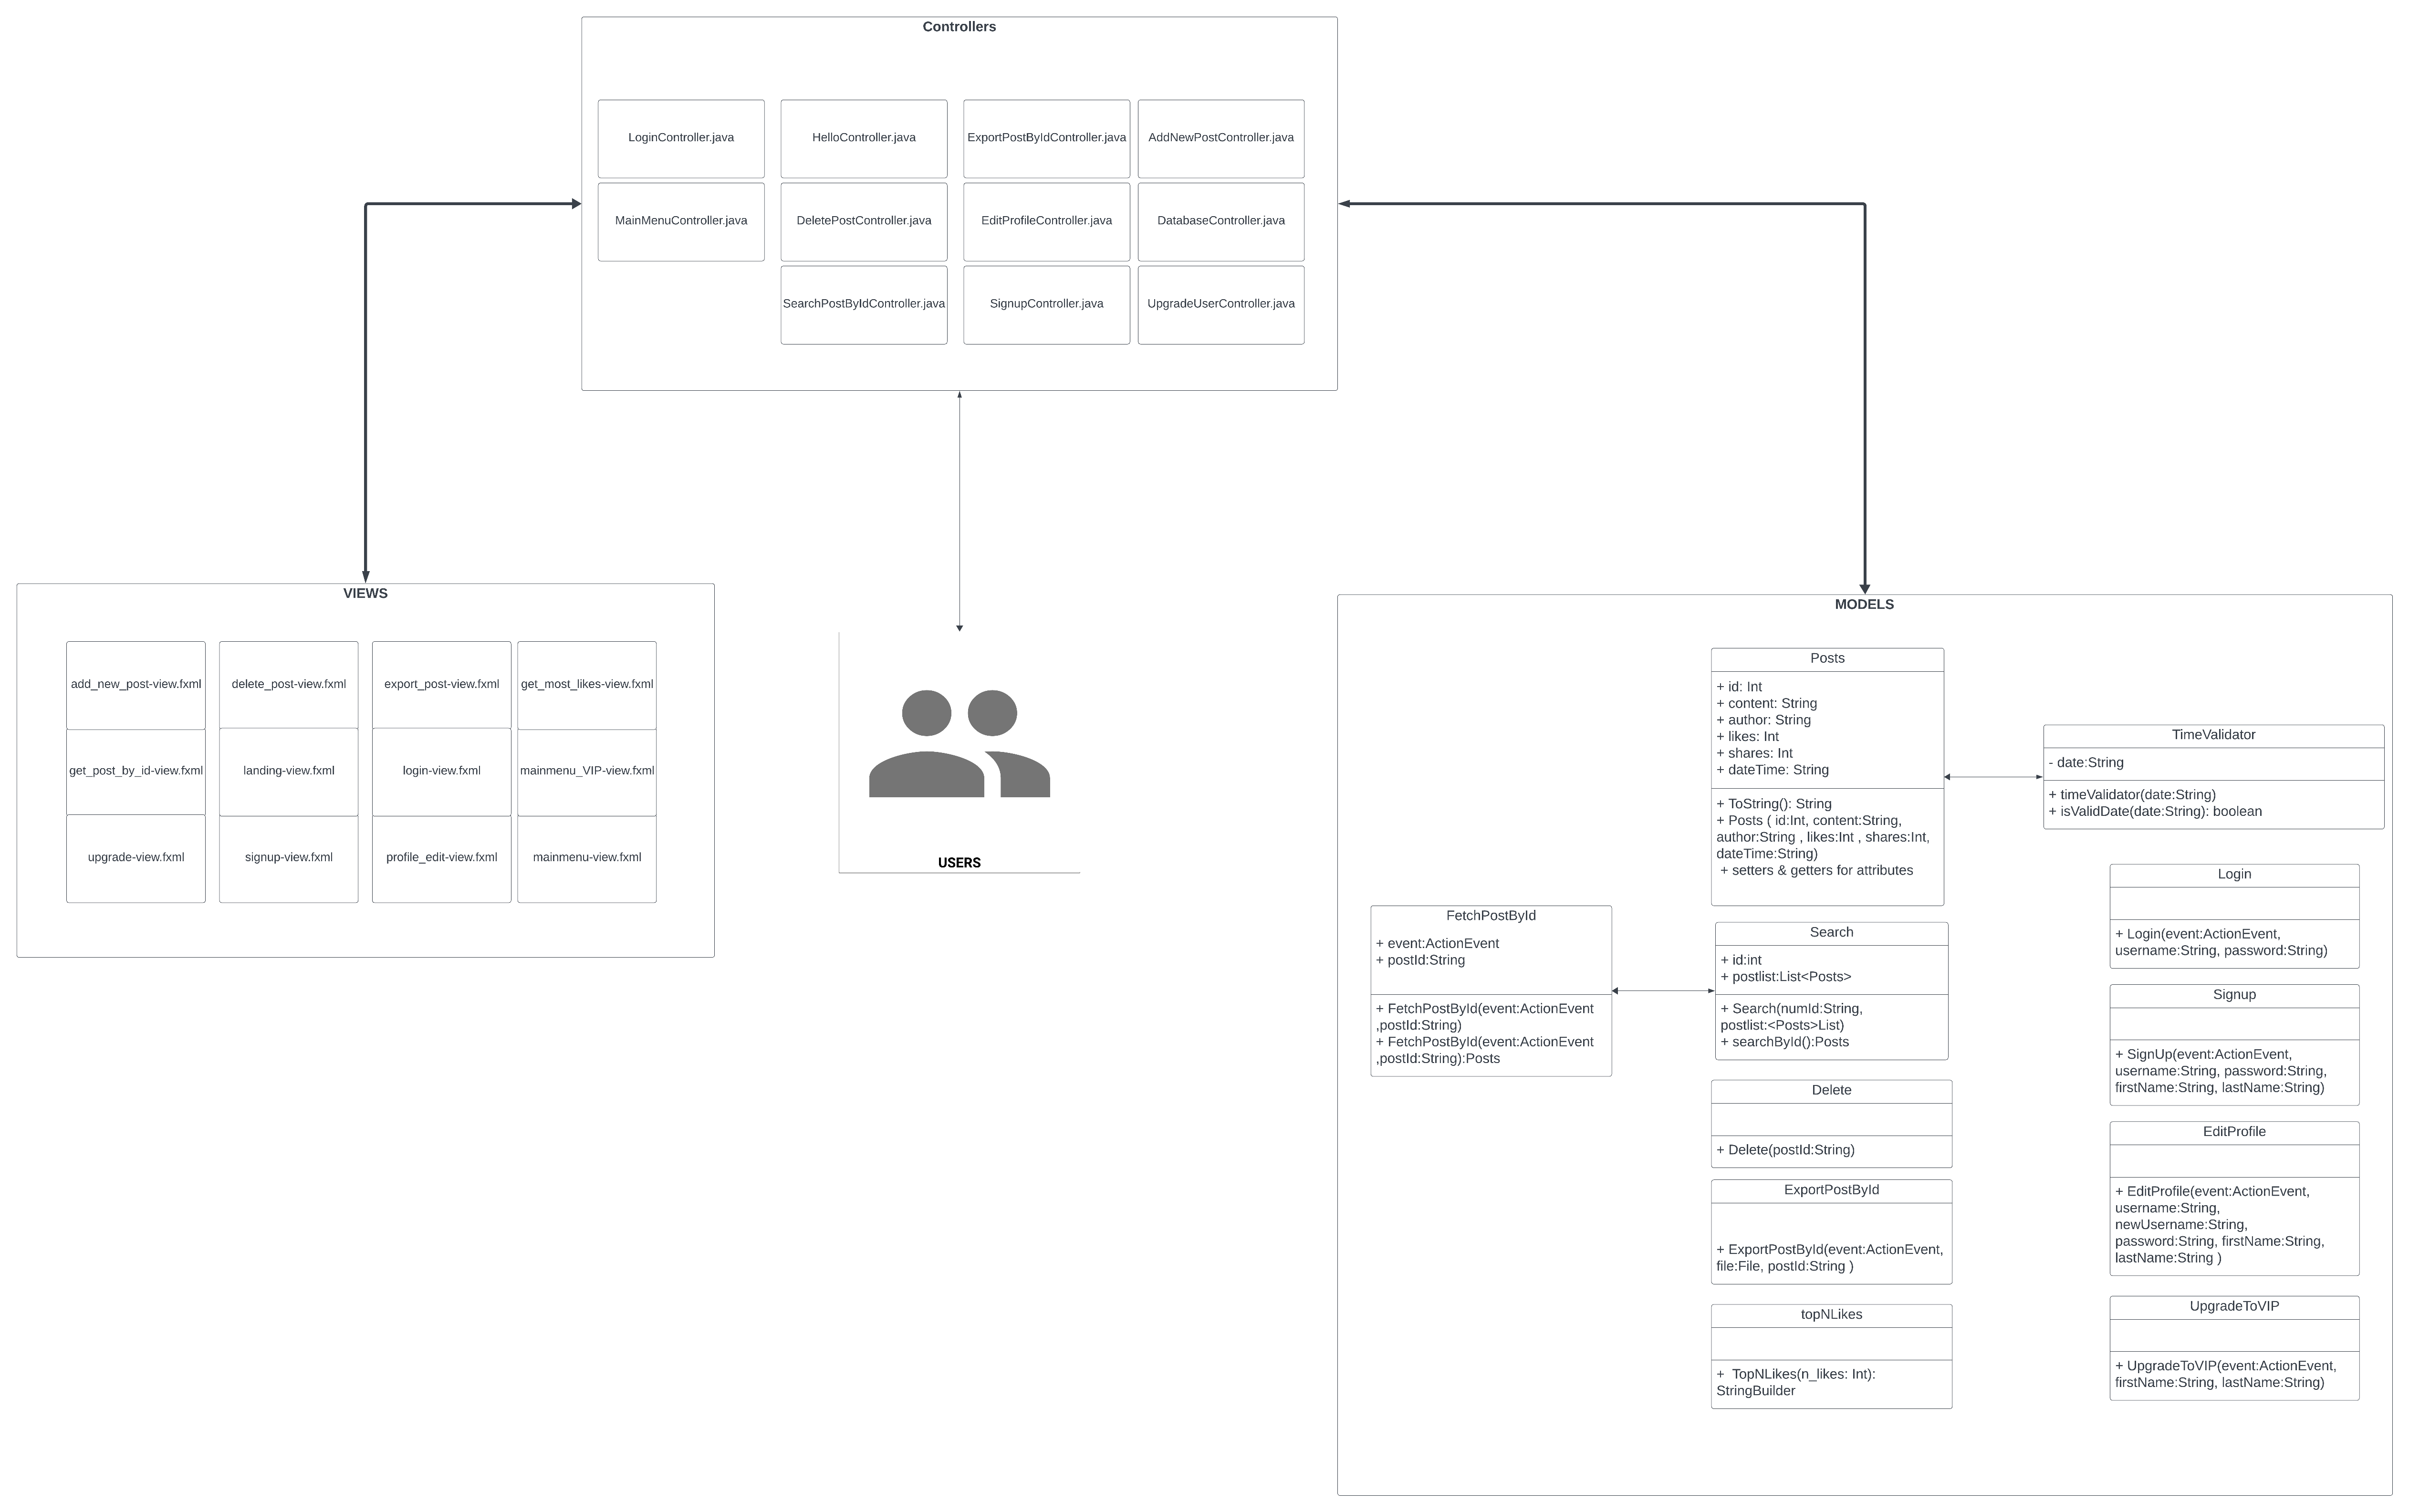 Controllers
LoginController.java
HelloController.java
ExportPostByIdController.java
AddNewPostController.java
MainMenuController.java
DeletePostController.java
EditProfileController.java
DatabaseController.java
SearchPostByIdController.java
SignupController.java
UpgradeUserController.java
VIEWS
add_new_post-view.fxml
delete_post-view.fxml
export_post-view.fxml
get_most_likes-view.fxml
get_post_by_id-view.fxml
landing-view.fxml
login-view.fxml
mainmenu_VIP-view.fxml
upgrade-view.fxml
signup-view.fxml
profile_edit-view.fxml
mainmenu-view.fxml
USERS
MODELS
Posts
+ id: Int
+ content: String
+ author: String
+ likes: Int
+ shares: Int
+ dateTime: String
+ ToString(): String
+ Posts ( id:Int, content:String,
author:String , likes:Int , shares:Int,
dateTime:String)
+ setters & getters for attributes
TimeValidator
- date:String
+ timeValidator(date:String)
+ isValidDate(date:String): boolean
FetchPostById
+ event:ActionEvent
+ postId:String
+ FetchPostById(event:ActionEvent
,postId:String)
+ FetchPostById(event:ActionEvent
,postId:String):Posts
Search
+ id:int
+ postlist:List<Posts>
+ Search(numId:String,
postlist:<Posts>List)
+ searchById():Posts
Delete
+ Delete(postId:String)
ExportPostById
+ ExportPostById(event:ActionEvent,
file:File, postId:String )
topNLikes
+  TopNLikes(n_likes: Int):
StringBuilder
Login
+ Login(event:ActionEvent,
username:String, password:String)
Signup
+ SignUp(event:ActionEvent,
username:String, password:String,
firstName:String, lastName:String)
EditProfile
+ EditProfile(event:ActionEvent,
username:String,
newUsername:String,
password:String, firstName:String,
lastName:String )
UpgradeToVIP
+ UpgradeToVIP(event:ActionEvent,
firstName:String, lastName:String)